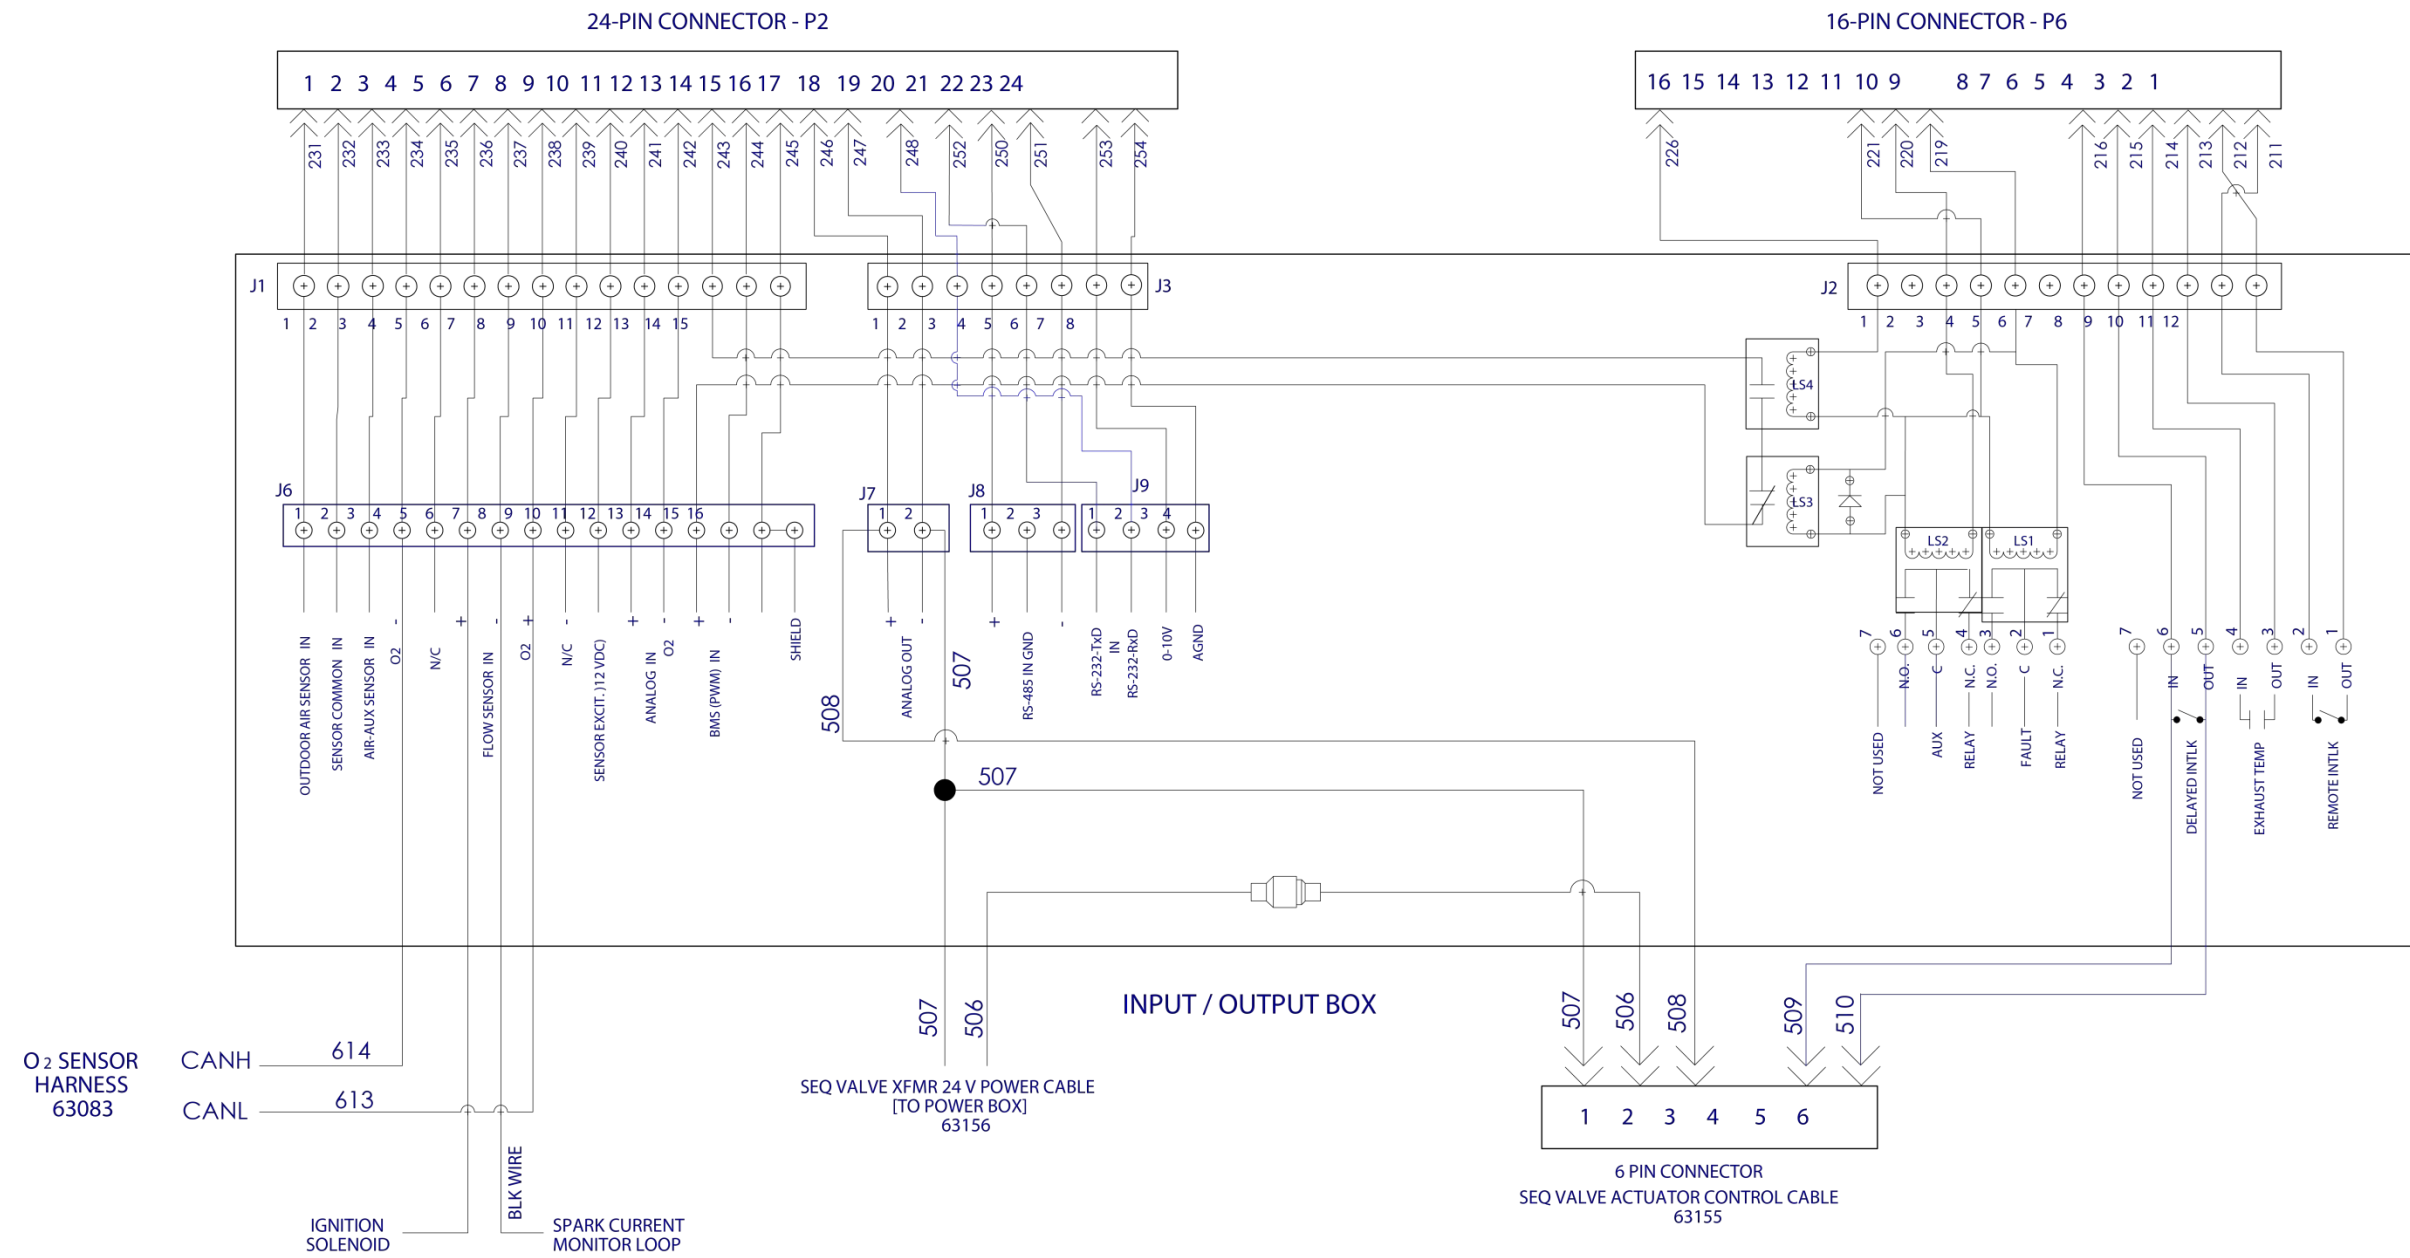 24-PIN CONNECTOR - P2
16-PIN CONNECTOR - P6
1 2 3 4 5 6 7 8 9 10 11 12 13 14 15 16 17 18 19 20 21 22 23 24
16 15 14 13 12 11 10 9 8 7 6 5 4 3 2 1
231 232 233 234 235 236 237 238 239 240 241 242 243 244 245 246 247 248 252 250 251 253 254
226 221 220 219 216 215 214 213 212 211
J1
J3
J2
1 2 3 4 5 6 7 8 9 10 11 12 13 14 15
1 2 3 4 5 6 7 8
1 2 3 4 5 6 7 8 9 10 11 12
LS4
LS3
J6
J7
J8
J9
1 2 3 4 5 6 7 8 9 10 11 12 13 14 15 16
1 2
1 2 3
1 2 3 4
LS2
LS1
- + - + - + - + -
+ -
+ -
OUTDOOR AIR SENSOR IN
SENSOR COMMON IN
AIR-AUX SENSOR IN
O2
N/C
FLOW SENSOR IN
O2
N/C
SENSOR EXCIT. )12 VDC)
ANALOG IN
O2
BMS (PWM) IN
SHIELD
508
ANALOG OUT
507
RS-485 IN GND
RS-232-TxD
IN
RS-232-RxD
0-10V
AGND
7 6 5 4 3 2 1
7 6 5 4 3 2 1
N.O. C N.C. N.O. C N.C.
IN OUT IN OUT IN OUT
NOT USED
AUX
RELAY
FAULT
RELAY
NOT USED
DELAYED INTLK
EXHAUST TEMP
REMOTE INTLK
507
507
506
INPUT / OUTPUT BOX
507
506
508
509
510
O 2 SENSOR
HARNESS
63083
CANH
614
CANL
613
SEQ VALVE XFMR 24 V POWER CABLE
[TO POWER BOX]
63156
1 2 3 4 5 6
6 PIN CONNECTOR
SEQ VALVE ACTUATOR CONTROL CABLE
63155
BLK WIRE
IGNITION
SOLENOID
SPARK CURRENT
MONITOR LOOP